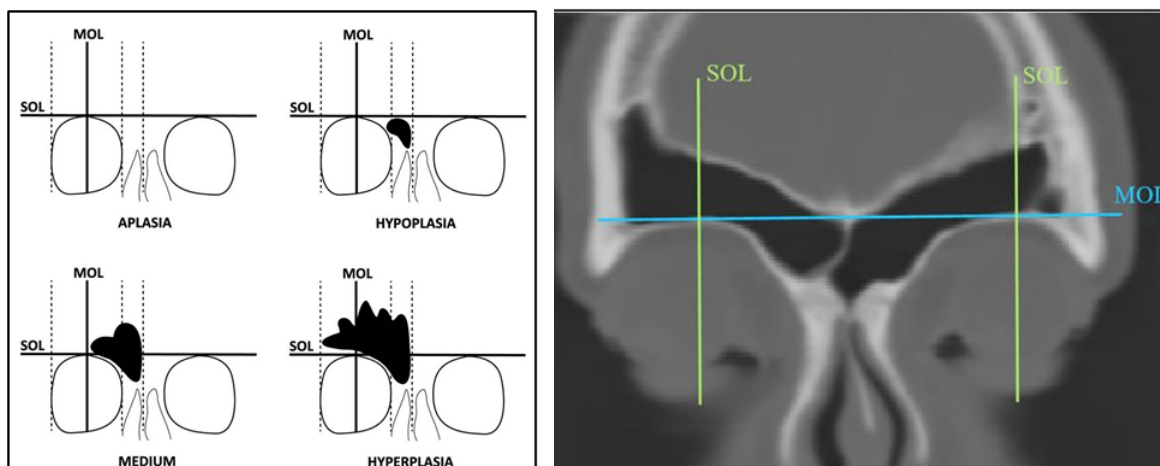 MOL MOL
SOL SOL
APLASIA HYPOPLASIA
MOL MOL
SOL SOL
MEDIUM HYPERPLASIA
SOL SOL
MOL